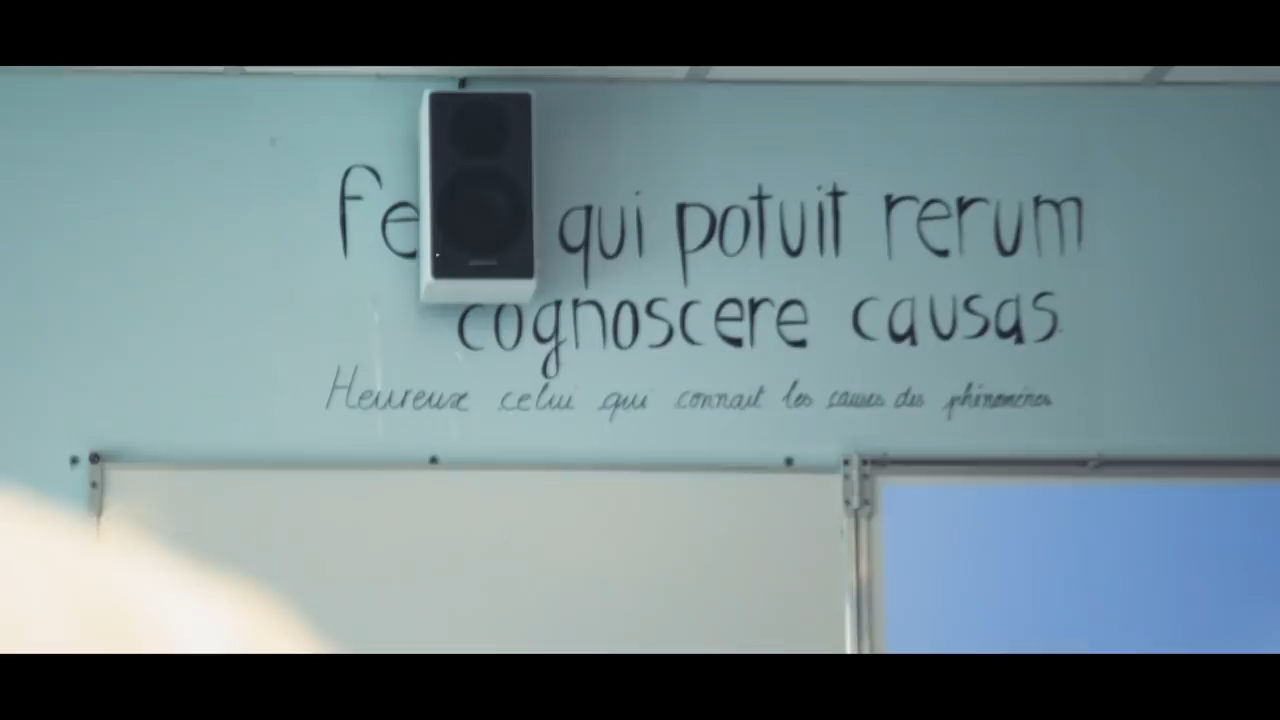 Fe qui potuit rerum
cognoscere causas
Heureux celui qui connait les causes des phénomènes